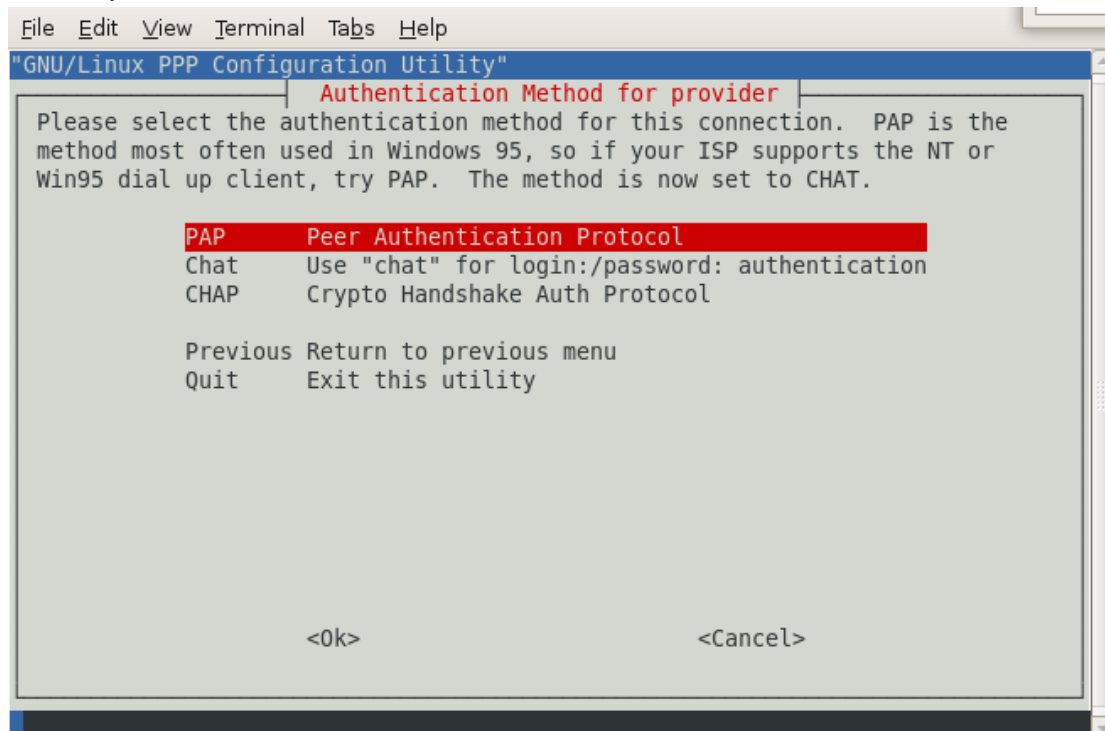 File Edit View Terminal Tabs Help
"GNU/Linux PPP Configuration Utility"
Authentication Method for provider
Please select the authentication method for this connection.  PAP is the
method most often used in Windows 95, so if your ISP supports the NT or
Win95 dial up client, try PAP.  The method is now set to CHAT.
PAP      Peer Authentication Protocol
Chat     Use "chat" for login:/password: authentication
CHAP     Crypto Handshake Auth Protocol
Previous Return to previous menu
Quit     Exit this utility
<Ok> <Cancel>